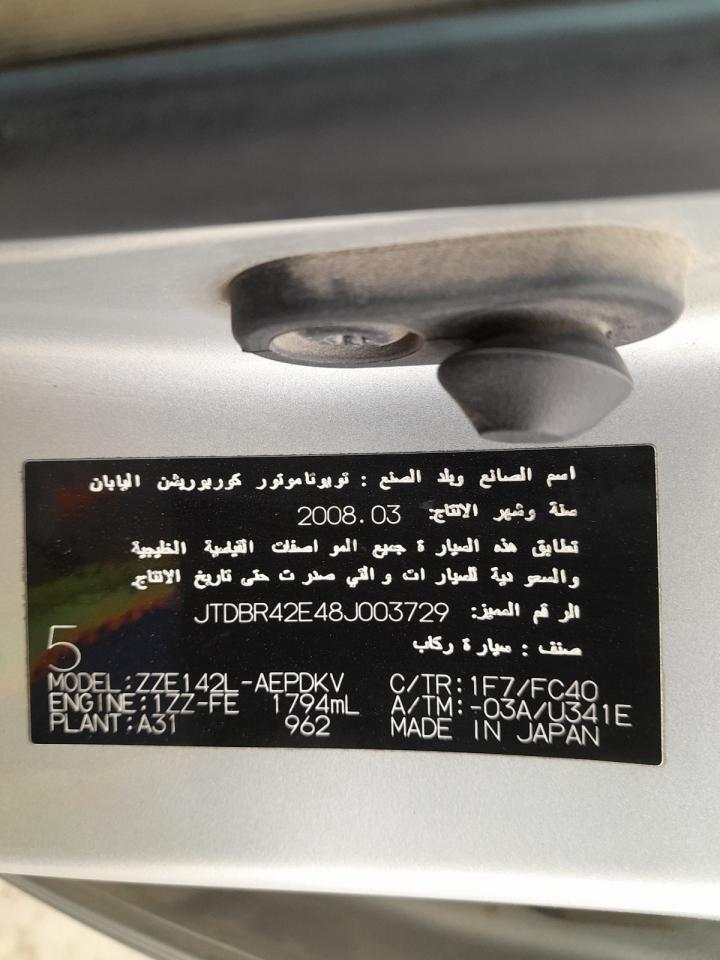 اسم الصانع وبلد الصنع : تويوتاموتور كوربوريشن اليابان
سنة وشهر الانتاج: 2008.03
تطابق هذه السيارة جميع المواصفات القياسية الخليجية
والسعودية للسيارات والتي صدرت حتى تاريخ الانتاج.
الرقم المميز: JTDBR42E48J003729
صنف : سيارة ركاب
5
MODEL:ZZE142L-AEPDKV C/TR:1F7/FC40
ENGINE:1ZZ-FE 1794mL A/TM:-03A/U341E
PLANT:A31 962 MADE IN JAPAN